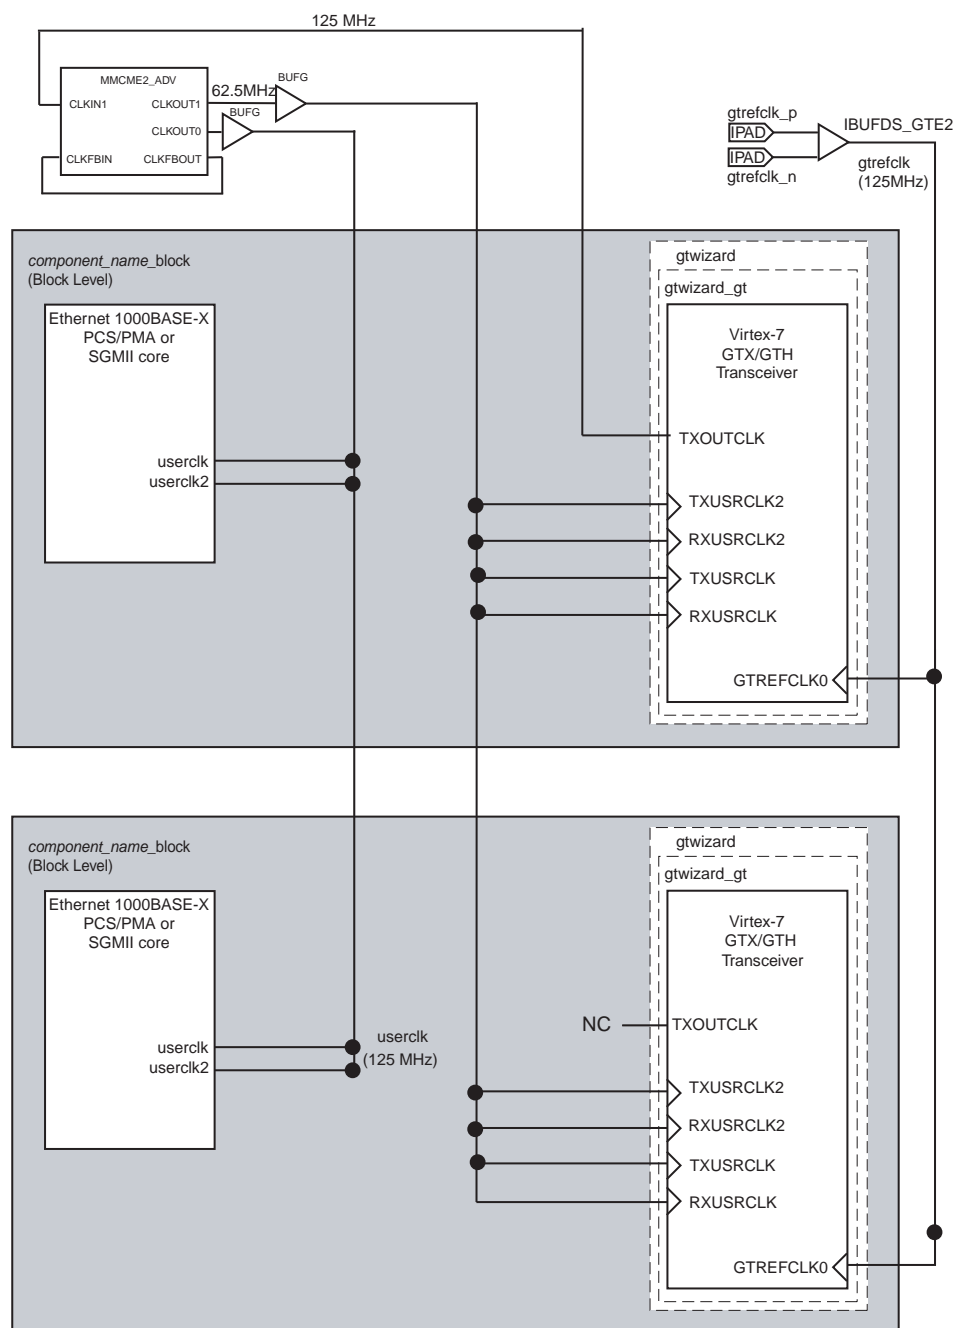 125 MHz
MMCME2_ADV
CLKIN1
CLKOUT1
62.5MHz
BUFG
CLKOUT0
BUFG
CLKFBIN
CLKFBOUT
gtrefclk_p
IPAD
IBUFDS_GTE2
IPAD
gtrefclk_n
gtrefclk
(125MHz)
component_name_block
(Block Level)
Ethernet 1000BASE-X
PCS/PMA or
SGMII core
userclk
userclk2
gtwizard
gtwizard_gt
Virtex-7
GTX/GTH
Transceiver
TXOUTCLK
TXUSRCLK2
RXUSRCLK2
TXUSRCLK
RXUSRCLK
GTREFCLK0
component_name_block
(Block Level)
Ethernet 1000BASE-X
PCS/PMA or
SGMII core
userclk
userclk2
userclk
(125 MHz)
gtwizard
gtwizard_gt
Virtex-7
GTX/GTH
Transceiver
NC
TXOUTCLK
TXUSRCLK2
RXUSRCLK2
TXUSRCLK
RXUSRCLK
GTREFCLK0